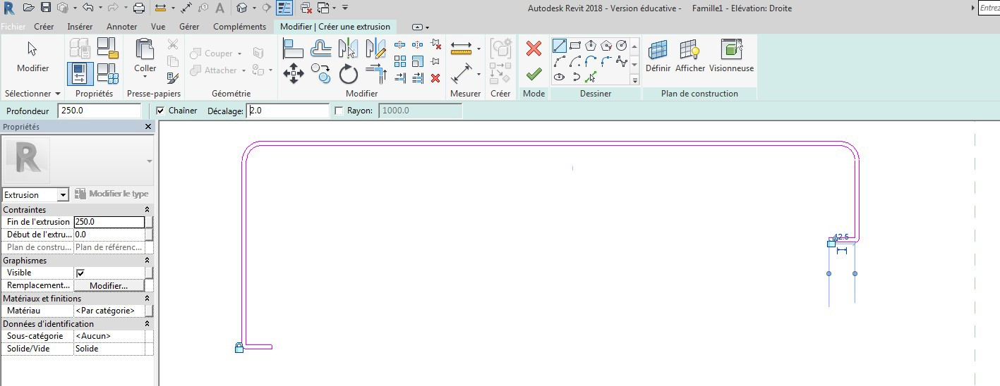 Autodesk Revit 2018 - Version éducative - Famille1 - Elévation: Droite
Entrez
Fichier Créer Insérer Annoter Vue Gérer Compléments Modifier | Créer une extrusion
Modifier
Coller
Couper
Attacher
Définir Afficher Visionneuse
Sélectionner Propriétés Presse-papiers Géométrie Modifier Mesurer Créer Mode Dessiner Plan de construction
Profondeur 250.0 Chaîner Décalage: 2.0 Rayon: 1000.0
Propriétés
R
Extrusion Modifier le type
Contraintes
Fin de l'extrusion 250.0
Début de l'extru... 0.0
Plan de constru... Plan de référenc...
Graphismes
Visible
Remplacement... Modifier...
Matériaux et finitions
Matériau <Par catégorie>
Données d'identification
Sous-catégorie <Aucun>
Solide/Vide Solide
12.5